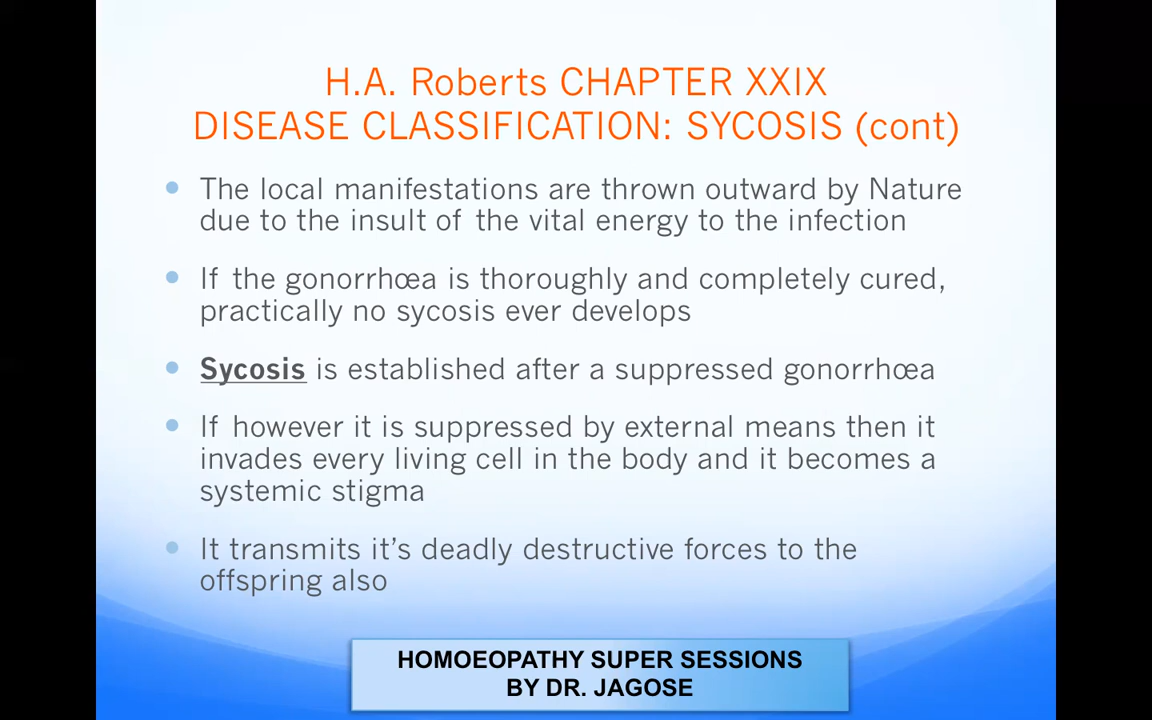 H.A. Roberts CHAPTER XXIX
DISEASE CLASSIFICATION: SYCOSIS (cont)
The local manifestations are thrown outward by Nature
due to the insult of the vital energy to the infection
If the gonorrhœa is thoroughly and completely cured,
practically no sycosis ever develops
Sycosis is established after a suppressed gonorrhœa
If however it is suppressed by external means then it
invades every living cell in the body and it becomes a
systemic stigma
It transmits it’s deadly destructive forces to the
offspring also
HOMOEOPATHY SUPER SESSIONS
BY DR. JAGOSE